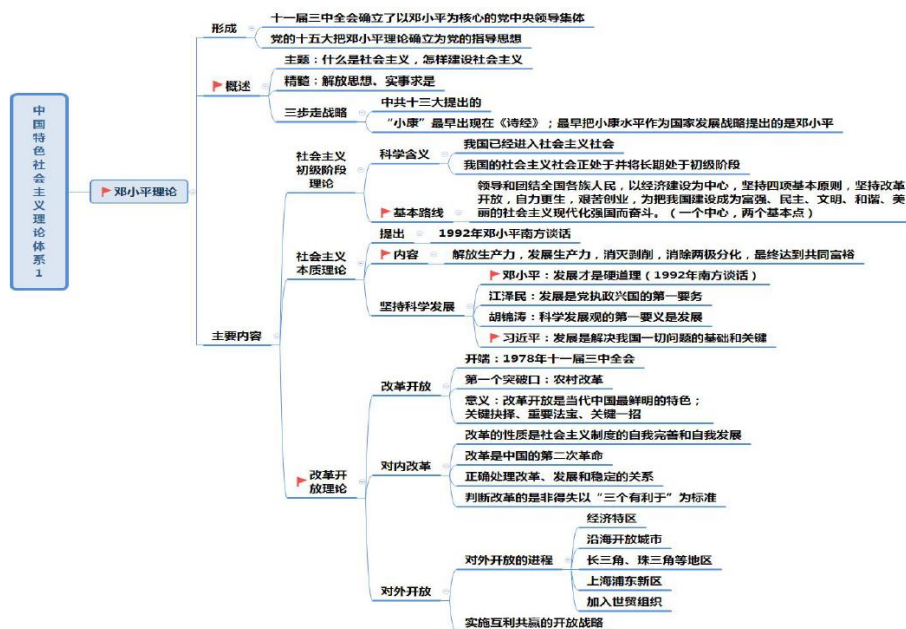 中国特色社会主义理论体系1
邓小平理论
形成
十一届三中全会确立了以邓小平为核心的党中央领导集体
党的十五大把邓小平理论确立为党的指导思想
概述
主题：什么是社会主义，怎样建设社会主义
精髓：解放思想、实事求是
三步走战略
中共十三大提出的
“小康”最早出现在《诗经》；最早把小康水平作为国家发展战略提出的是邓小平
主要内容
社会主义
初级阶段
理论
科学含义
我国已经进入社会主义社会
我国的社会主义社会正处于并将长期处于初级阶段
基本路线
领导和团结全国各族人民，以经济建设为中心，坚持四项基本原则，坚持改革
开放，自力更生，艰苦创业，为把我国建设成为富强、民主、文明、和谐、美
丽的社会主义现代化强国而奋斗。（一个中心，两个基本点）
社会主义
本质理论
提出
1992年邓小平南方谈话
内容
解放生产力，发展生产力，消灭剥削，消除两极分化，最终达到共同富裕
坚持科学发展
邓小平：发展才是硬道理（1992年南方谈话）
江泽民：发展是党执政兴国的第一要务
胡锦涛：科学发展观的第一要义是发展
习近平：发展是解决我国一切问题的基础和关键
改革开
放理论
改革开放
开端：1978年十一届三中全会
第一个突破口：农村改革
意义：改革开放是当代中国最鲜明的特色；
关键抉择、重要法宝、关键一招
对内改革
改革的性质是社会主义制度的自我完善和自我发展
改革是中国的第二次革命
正确处理改革、发展和稳定的关系
判断改革的是非得失以“三个有利于”为标准
对外开放
对外开放的进程
经济特区
沿海开放城市
长三角、珠三角等地区
上海浦东新区
加入世贸组织
实施互利共赢的开放战略